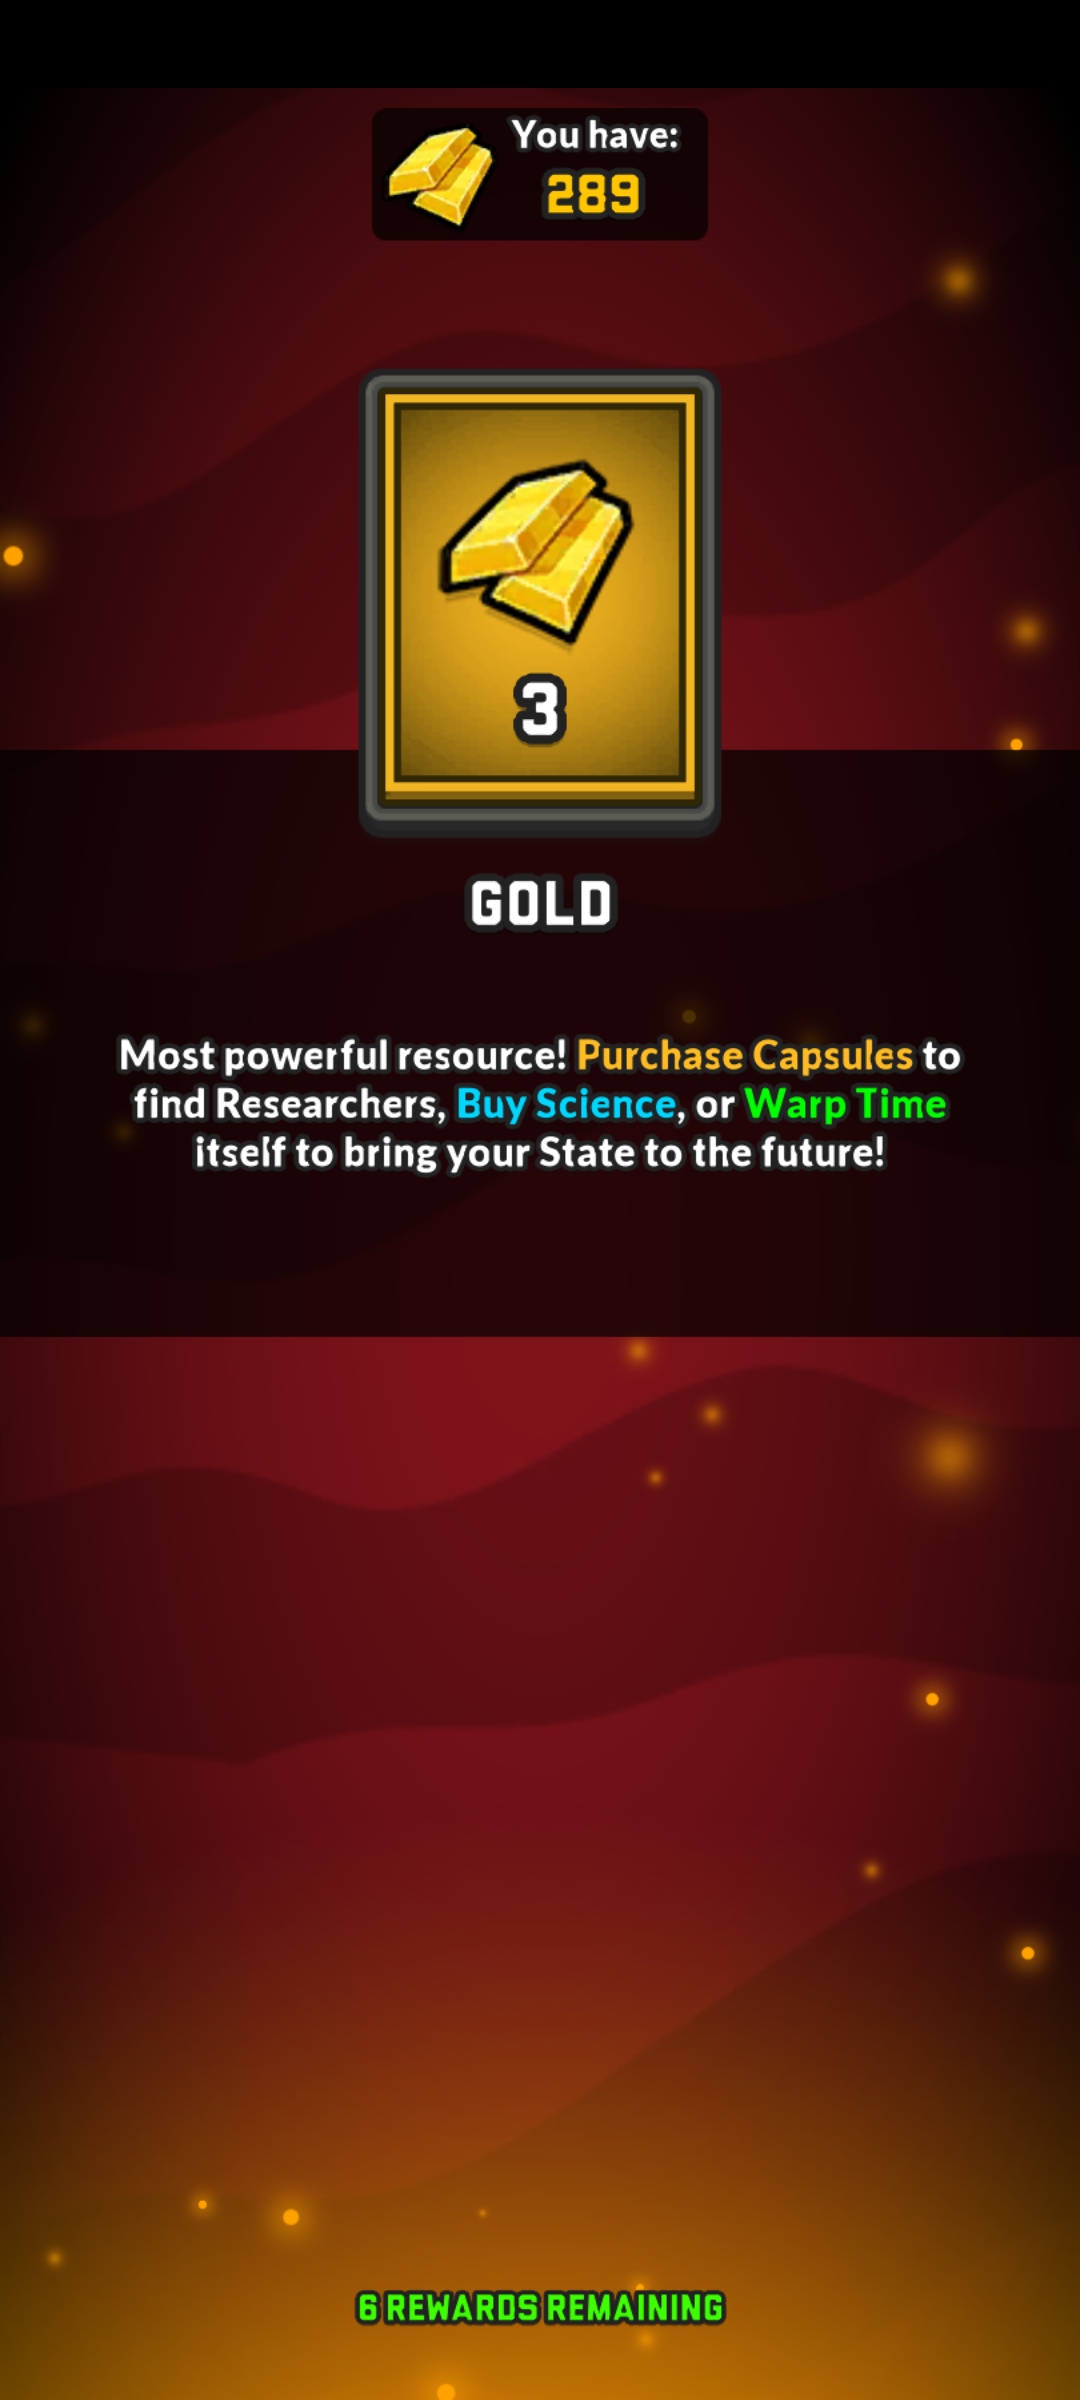 You have:
289
3
GOLD
Most powerful resource! Purchase Capsules to
find Researchers, Buy Science, or Warp Time
itself to bring your State to the future!
6 REWARDS REMAINING